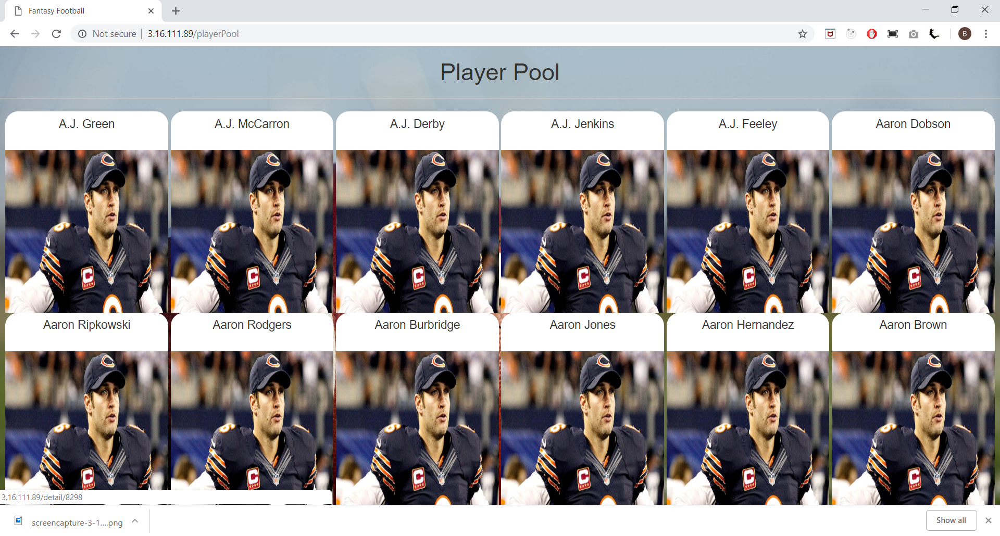 Fantasy Football
Not secure | 3.16.111.89/playerPool
B
Player Pool
A.J. Green
A.J. McCarron
A.J. Derby
A.J. Jenkins
A.J. Feeley
Aaron Dobson
Aaron Ripkowski
Aaron Rodgers
Aaron Burbridge
Aaron Jones
Aaron Hernandez
Aaron Brown
3.16.111.89/detail/8298
screencapture-3-1....png
Show all